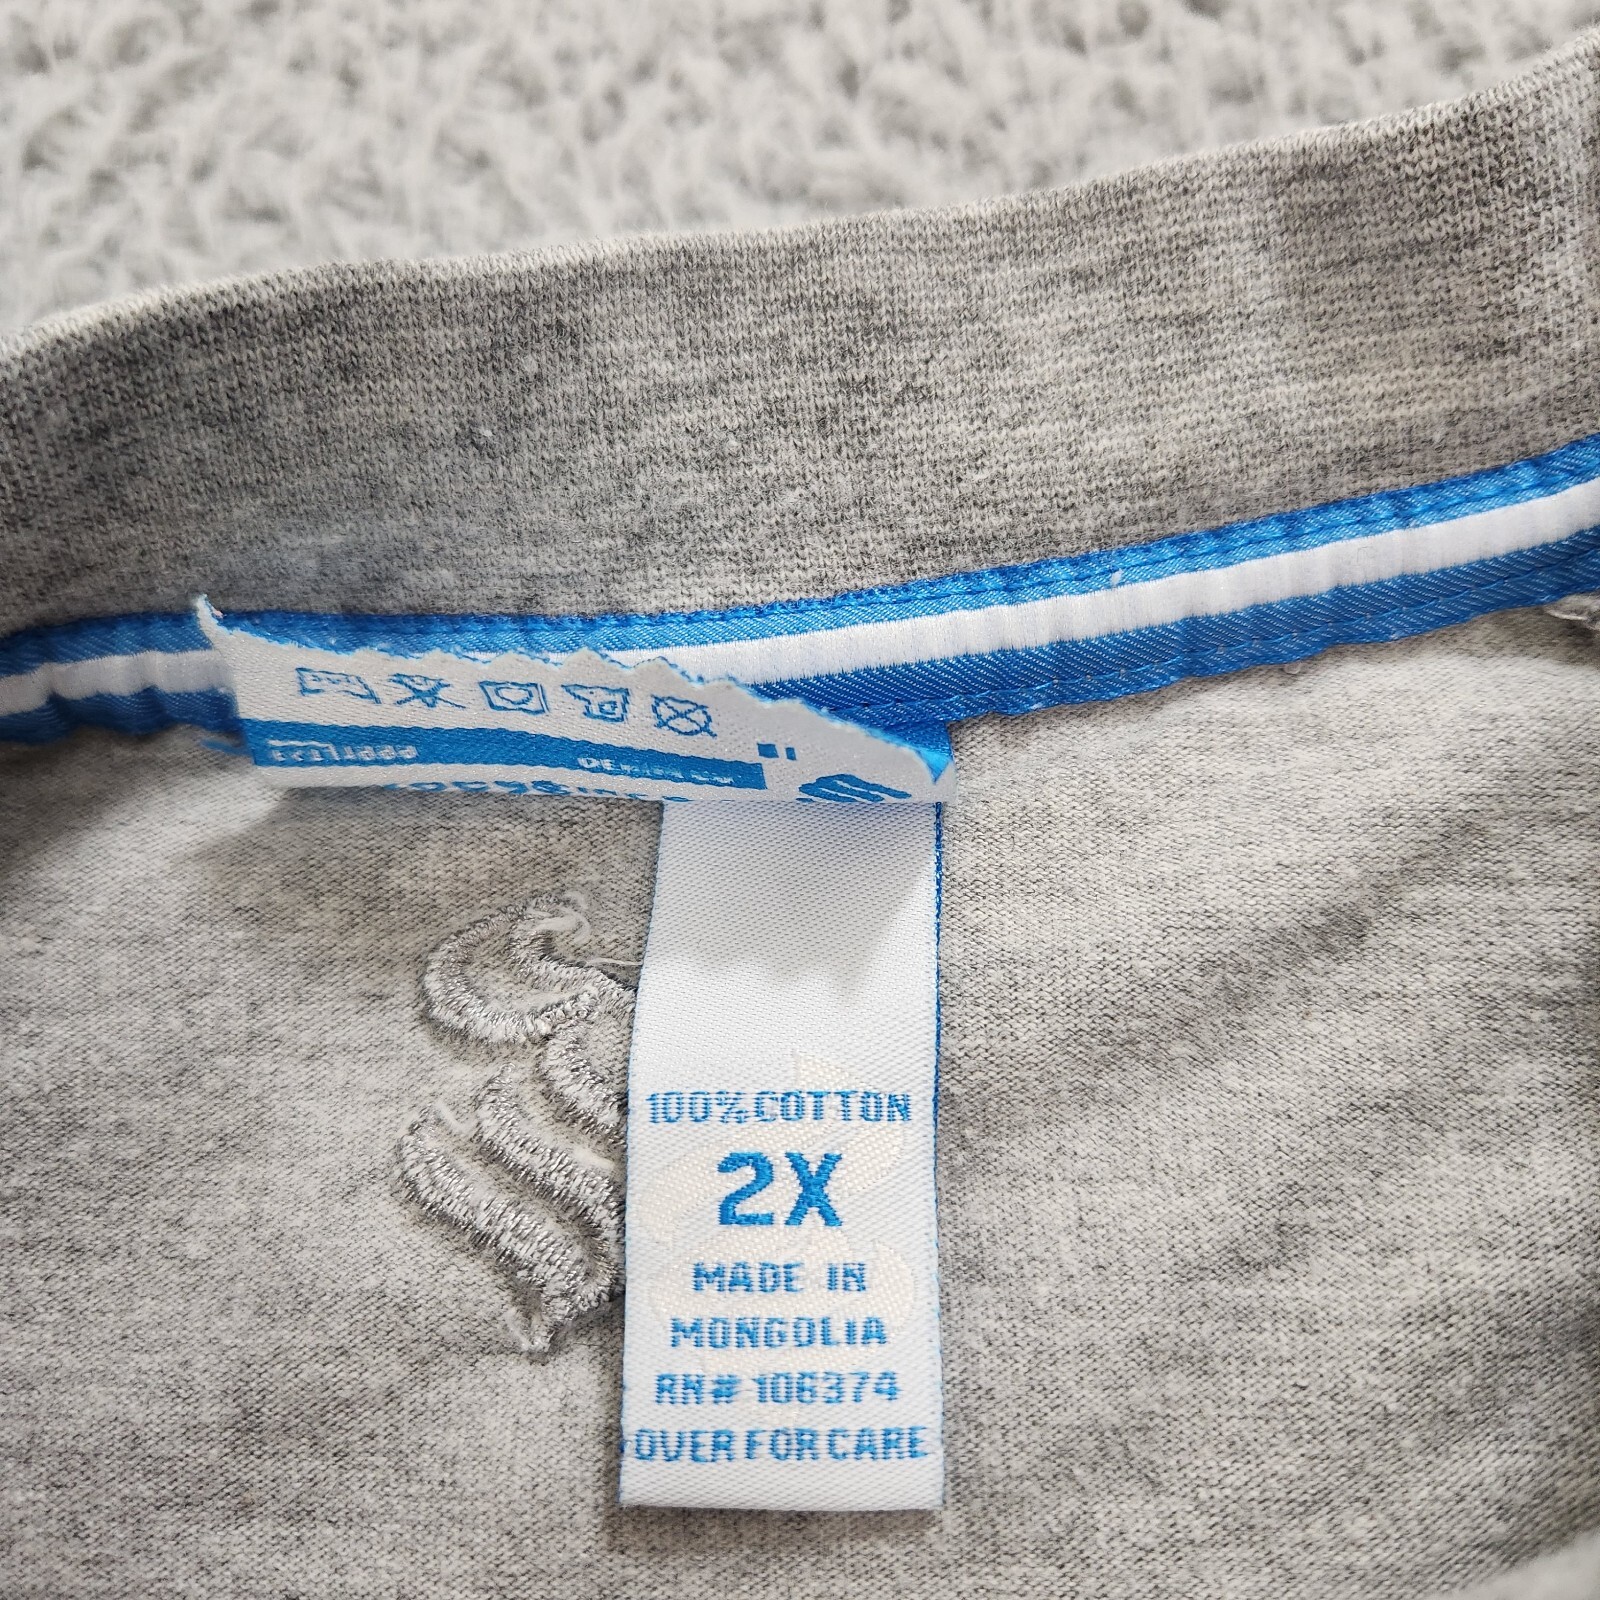 100% COTTON
2X
MADE IN
MONGOLIA
RN# 106374
OVER FOR CARE